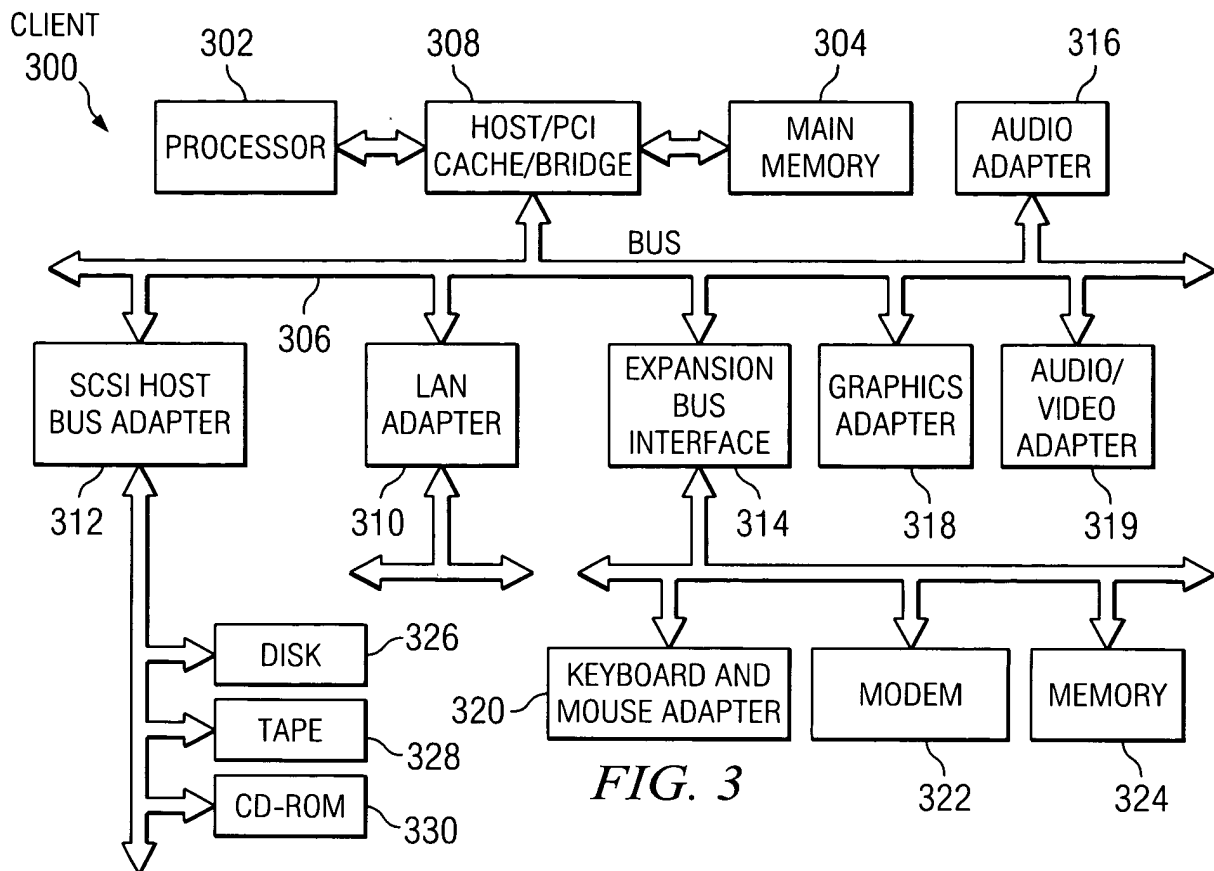 CLIENT
300
302
308
304
316
PROCESSOR
HOST/PCI
CACHE/BRIDGE
MAIN
MEMORY
AUDIO
ADAPTER
BUS
306
SCSI HOST
BUS ADAPTER
LAN
ADAPTER
EXPANSION
BUS
INTERFACE
GRAPHICS
ADAPTER
AUDIO/
VIDEO
ADAPTER
312
310
314
318
319
DISK
326
TAPE
328
CD-ROM
330
320
KEYBOARD AND
MOUSE ADAPTER
MODEM
MEMORY
322
324
FIG. 3